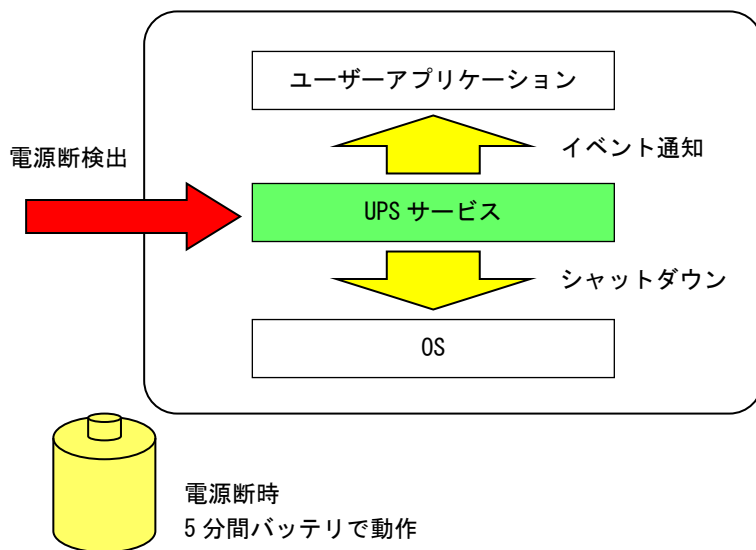 ユーザーアプリケーション
電源断検出
イベント通知
UPS サービス
シャットダウン
OS
電源断時
5 分間バッテリで動作